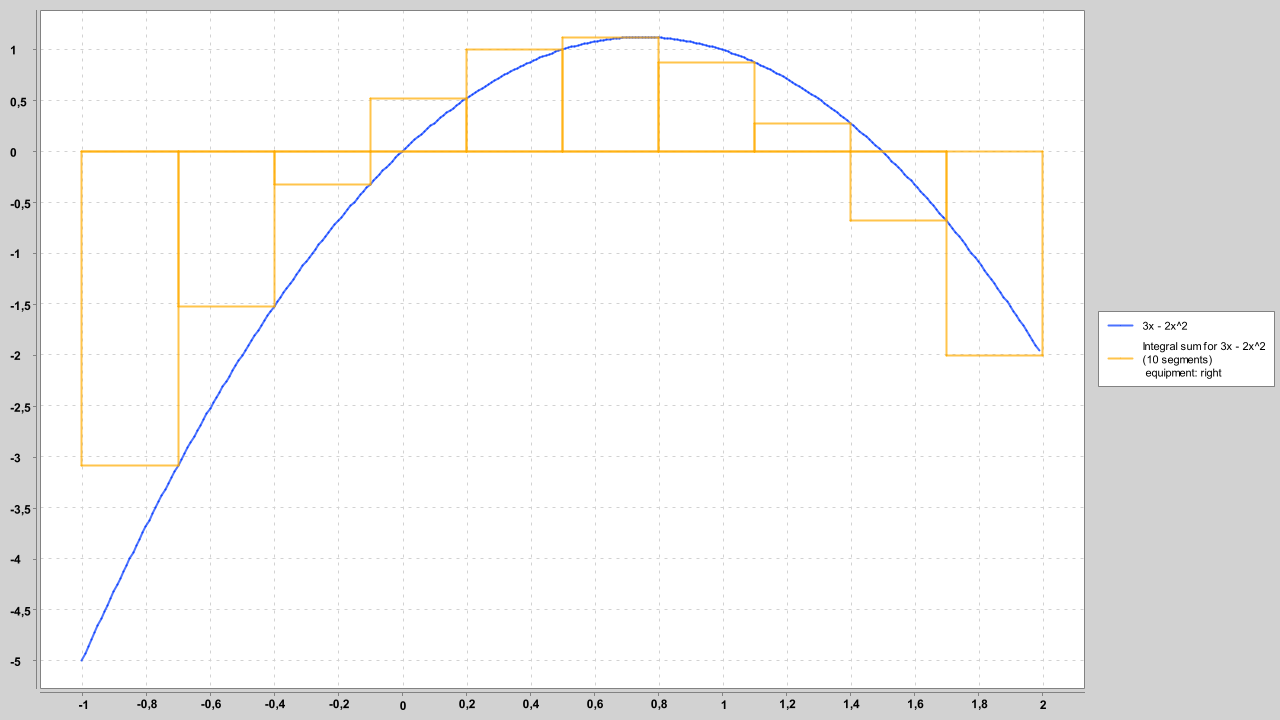 1
0,5
0
-0,5
-1
-1,5
-2
-2,5
-3
-3,5
-4
-4,5
-5
-1 -0,8 -0,6 -0,4 -0,2 0 0,2 0,4 0,6 0,8 1 1,2 1,4 1,6 1,8 2
3x - 2x^2
Integral sum for 3x - 2x^2
(10 segments)
equipment: right